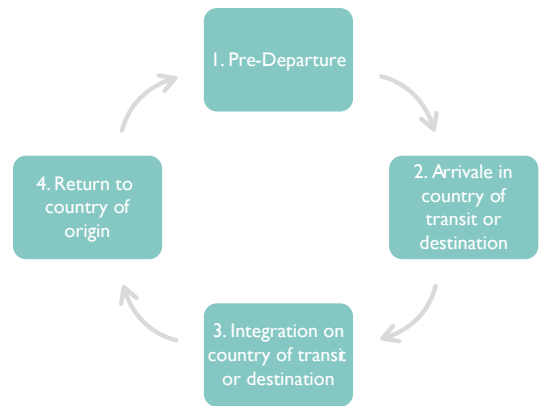 1. Pre-Departure
2. Arrivale in
country of
transit or
destination
3. Integration on
country of transit
or destination
4. Return to
country of
origin